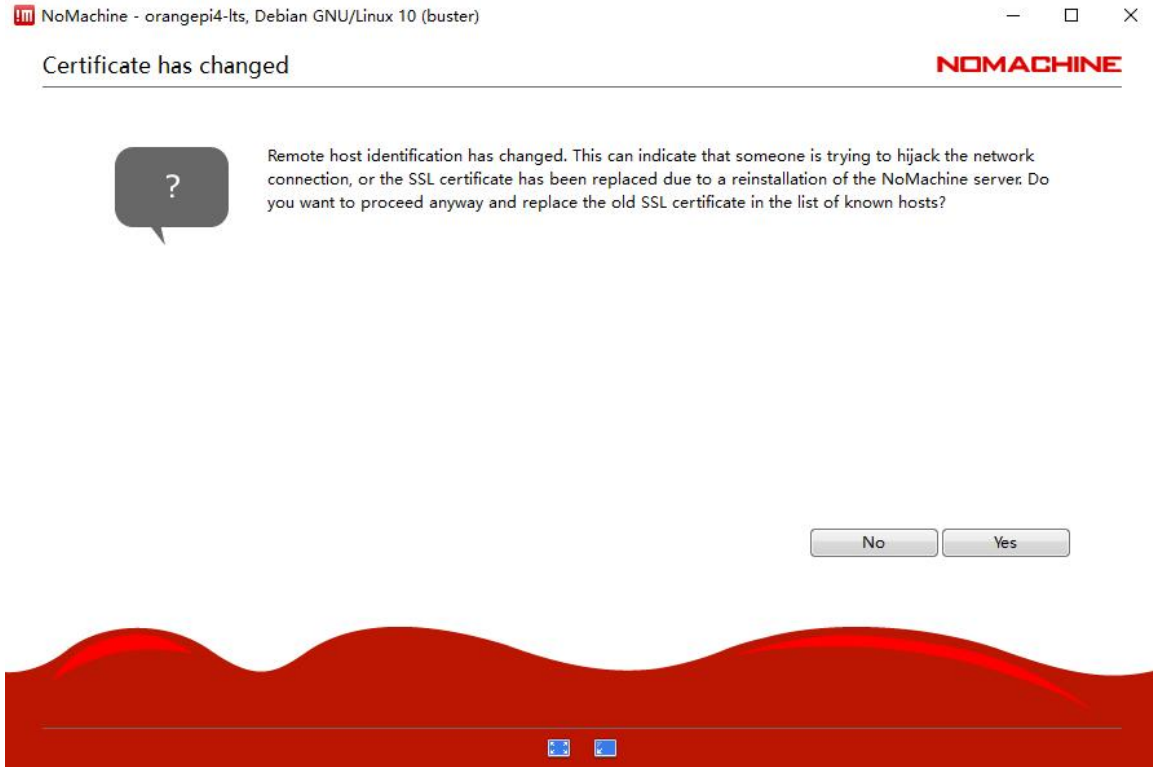 !m NoMachine - orangepi4-lts, Debian GNU/Linux 10 (buster)
Certificate has changed
NOMACHINE
?
Remote host identification has changed. This can indicate that someone is trying to hijack the network
connection, or the SSL certificate has been replaced due to a reinstallation of the NoMachine server. Do
you want to proceed anyway and replace the old SSL certificate in the list of known hosts?
No
Yes